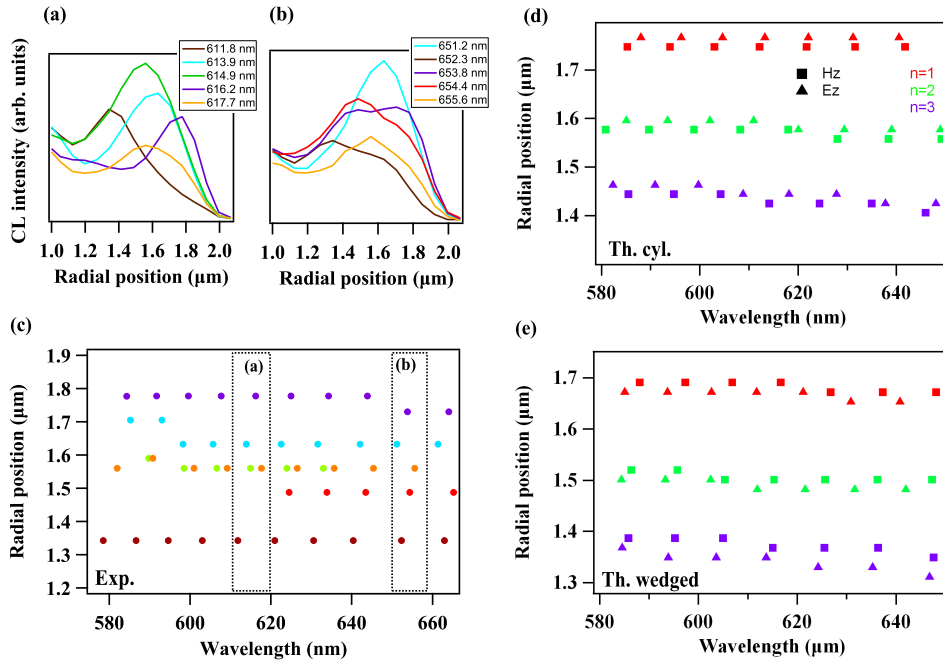 (a)
CL intensity (arb. units)
611.8 nm
613.9 nm
614.9 nm
616.2 nm
617.7 nm
1.0 1.2 1.4 1.6 1.8 2.0
Radial position (μm)
(b)
651.2 nm
652.3 nm
653.8 nm
654.4 nm
655.6 nm
1.0 1.2 1.4 1.6 1.8 2.0
Radial position (μm)
(c)
Radial position (μm)
1.9
1.8
1.7
1.6
1.5
1.4
1.3
1.2
(a)
(b)
Exp.
580 600 620 640 660
Wavelength (nm)
(d)
Radial position (μm)
1.7
1.6
1.5
1.4
Hz n=1
Ez n=2
n=3
Th. cyl.
580 600 620 640
Wavelength (nm)
(e)
Radial position (μm)
1.7
1.6
1.5
1.4
1.3
Th. wedged
580 600 620 640
Wavelength (μm)